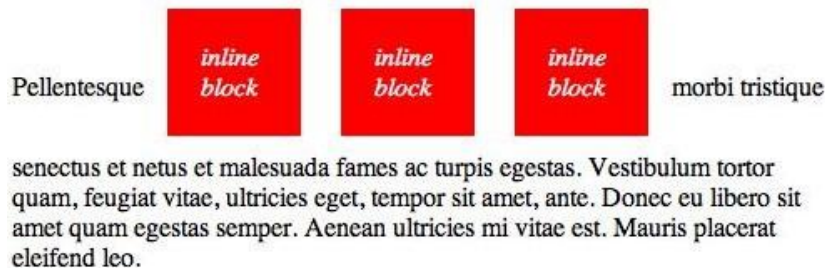 inline inline inline
Pellentesque block block block morbi tristique
senectus et netus et malesuada fames ac turpis egestas. Vestibulum tortor
quam, feugiat vitae, ultricies eget, tempor sit amet, ante. Donec eu libero sit
amet quam egestas semper. Aenean ultricies mi vitae est. Mauris placerat
eleifend leo.